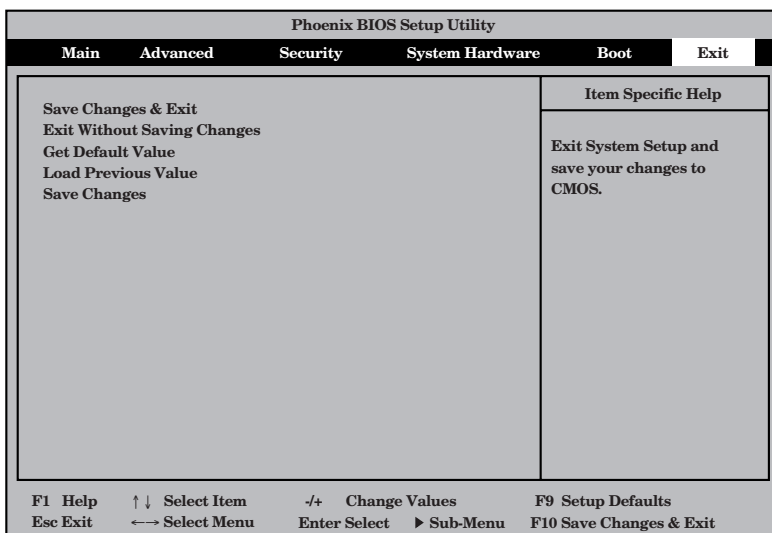 Phoenix BIOS Setup Utility
Main Advanced Security System Hardware Boot Exit
Save Changes & Exit
Exit Without Saving Changes
Get Default Value
Load Previous Value
Save Changes
Item Specific Help
Exit System Setup and
save your changes to
CMOS.
F1 Help ↑↓ Select Item -/+ Change Values F9 Setup Defaults
Esc Exit ←→ Select Menu Enter Select ▶ Sub-Menu F10 Save Changes & Exit